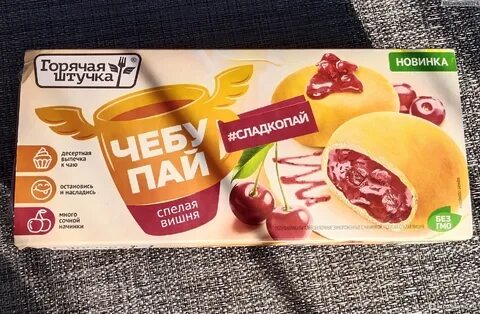 Горячая
штучка
НОВИНКА
ЧЕБУ
ПАЙ
#СЛАДКОПАЙ
спелая
вишня
десертная
выпечка
к чаю
остановись
и насладись
много
сочной
начинки
БЕЗ
ГМО